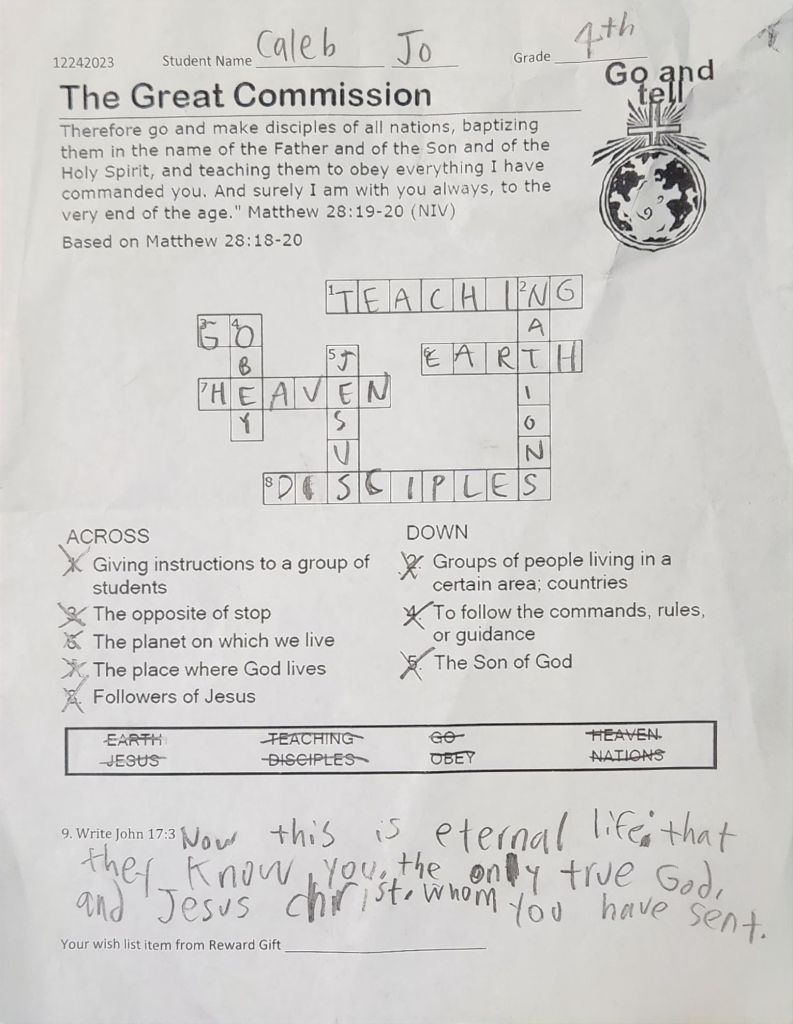 12242023 Student Name Caleb Jo Grade 4th
Go and
tell
The Great Commission
Therefore go and make disciples of all nations, baptizing
them in the name of the Father and of the Son and of the
Holy Spirit, and teaching them to obey everything I have
commanded you. And surely I am with you always, to the
very end of the age." Matthew 28:19-20 (NIV)
Based on Matthew 28:18-20
1 T E A C H I 2 N G
3 G 4 O A
B 5 J 6 E A R T H
7 H E A V E N I
Y S O
U N
8 D I S C I P L E S
ACROSS
1. Giving instructions to a group of
students
3. The opposite of stop
6. The planet on which we live
7. The place where God lives
8. Followers of Jesus
DOWN
2. Groups of people living in a
certain area; countries
4. To follow the commands, rules,
or guidance
5. The Son of God
EARTH TEACHING GO HEAVEN
JESUS DISCIPLES OBEY NATIONS
9. Write John 17:3 Now this is eternal life: that
they know you, the only true God,
and Jesus christ, whom you have sent.
Your wish list item from Reward Gift